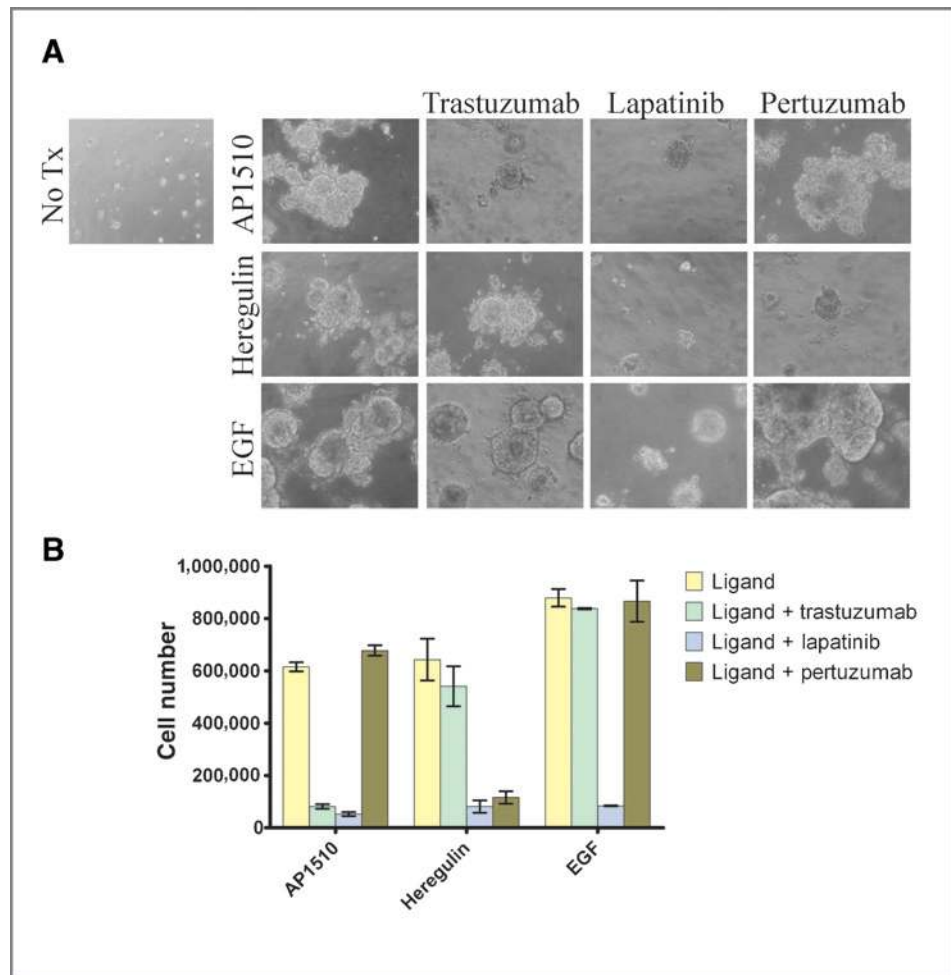 A
Trastuzumab Lapatinib Pertuzumab
No Tx
AP1510
Heregulin
EGF
B
1,000,000
800,000
600,000
400,000
200,000
0
Cell number
AP1510
Heregulin
EGF
Ligand
Ligand + trastuzumab
Ligand + lapatinib
Ligand + pertuzumab